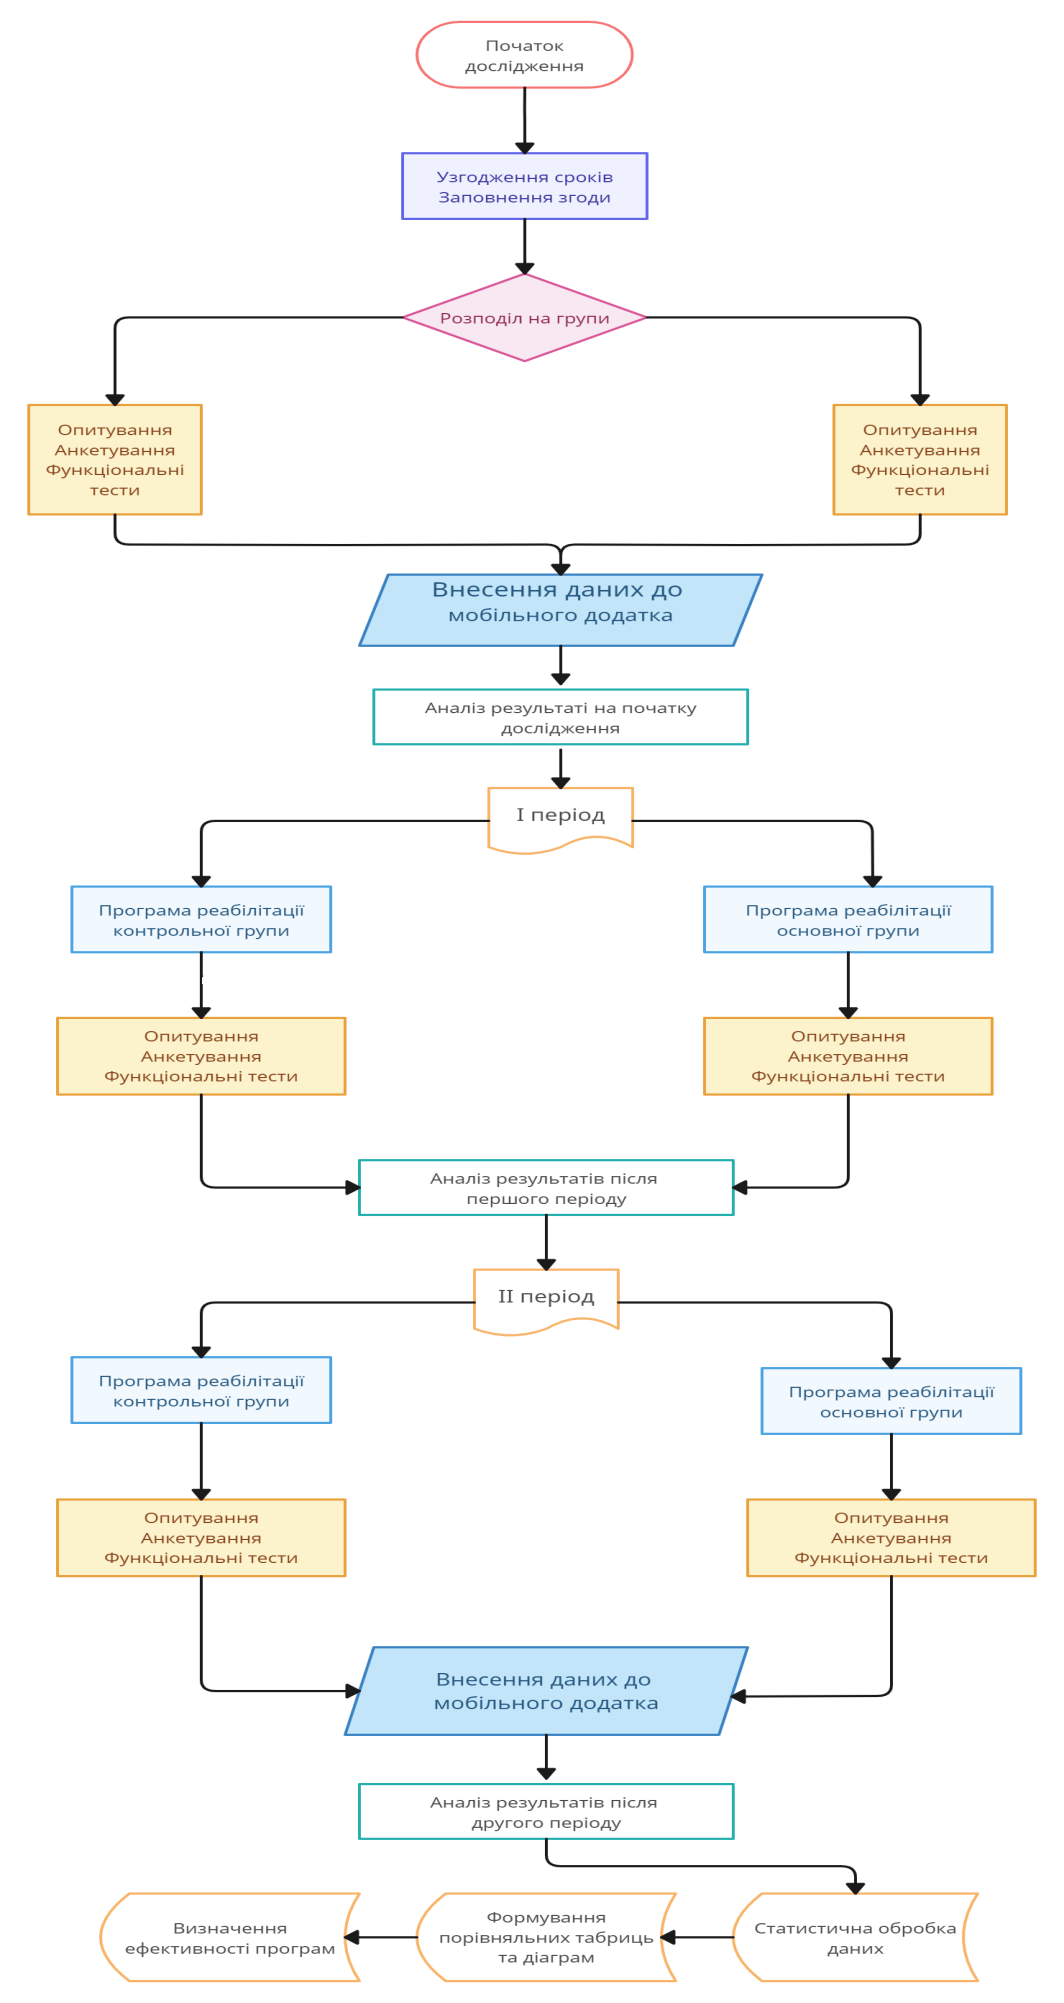 Початок
дослідження
Узгодження сроків
Заповнення згоди
Розподіл на групи
Опитування
Анкетування
Функціональні
тести
Опитування
Анкетування
Функціональні
тести
Внесення даних до
мобільного додатка
Аналіз результаті на початку
дослідження
I період
Програма реабілітації
контрольної групи
Програма реабілітації
основної групи
Опитування
Анкетування
Функціональні тести
Опитування
Анкетування
Функціональні тести
Аналіз результатів після
першого періоду
II період
Програма реабілітації
контрольної групи
Програма реабілітації
основної групи
Опитування
Анкетування
Функціональні тести
Опитування
Анкетування
Функціональні тести
Внесення даних до
мобільного додатка
Аналіз результатів після
другого періоду
Визначення
ефективності програм
Формування
порівняльних табриць
та діаграм
Статистична обробка
даних